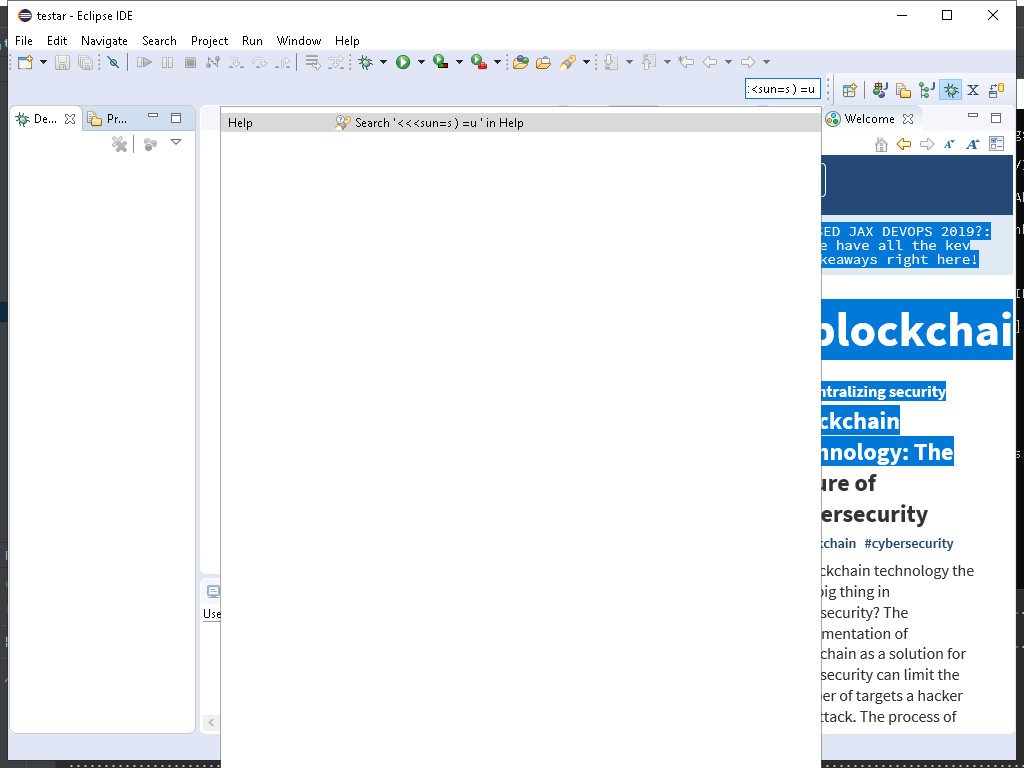 testar - Eclipse IDE
File Edit Navigate Search Project Run Window Help
<sun=s ) =u
De... Pr... Welcome
Help Search '<<<sun=s ) =u ' in Help
SED JAX DEVOPS 2019?:
e have all the key
keaways right here!
blockchai
ntralizing security
ckchain
hnology: The
ure of
ersecurity
kchain #cybersecurity
ckchain technology the
big thing in
security? The
mentation of
chain as a solution for
security can limit the
ber of targets a hacker
ttack. The process of
Use